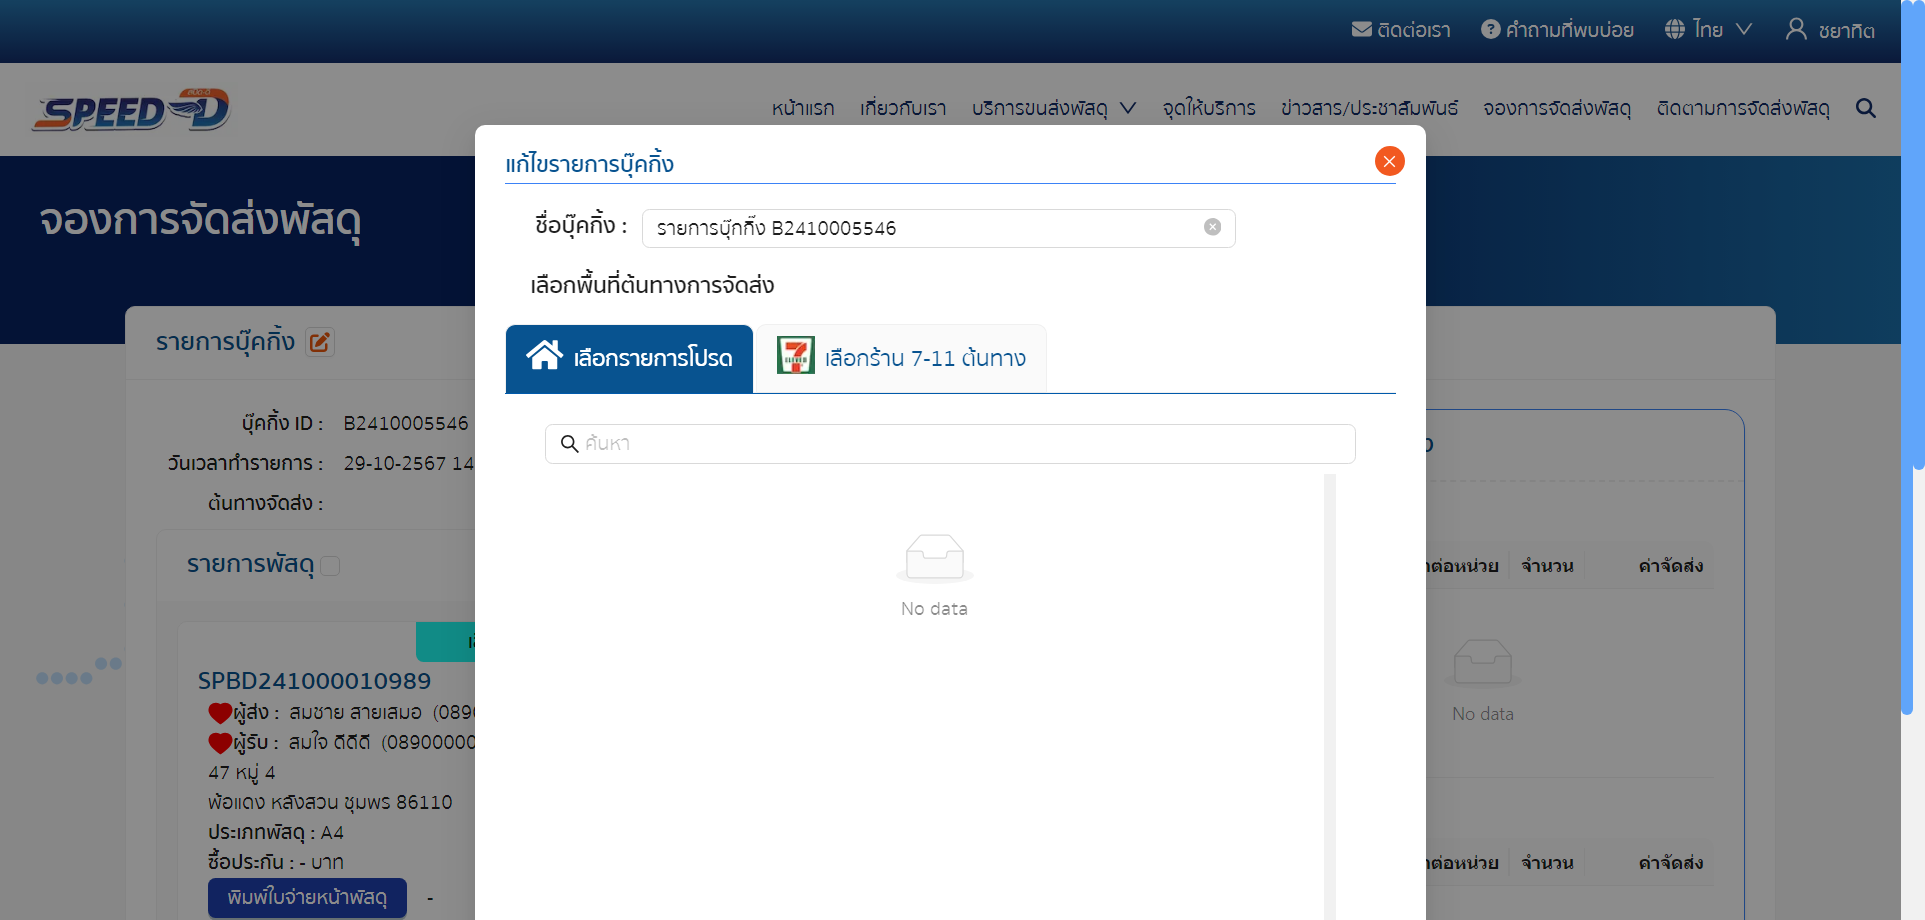 ติดต่อเรา คำถามที่พบบ่อย ไทย ชยาทิต
SPEED-D
หน้าแรก เกี่ยวกับเรา บริการขนส่งพัสดุ จุดให้บริการ ข่าวสาร/ประชาสัมพันธ์ จองการจัดส่งพัสดุ ติดตามการจัดส่งพัสดุ
จองการจัดส่งพัสดุ
แก้ไขรายการบุ๊คกิ้ง
ชื่อบุ๊คกิ้ง : รายการบุ๊กกิ้ง B2410005546
เลือกพื้นที่ต้นทางการจัดส่ง
เลือกรายการโปรด
เลือกร้าน 7-11 ต้นทาง
ค้นหา
No data
รายการบุ๊คกิ้ง
บุ๊คกิ้ง ID : B2410005546
วันเวลาทำรายการ : 29-10-2567 14
ต้นทางจัดส่ง :
รายการพัสดุ
SPBD241000010989
ผู้ส่ง : สมชาย สายเสมอ (089
ผู้รับ : สมใจ ดีดีดี (08900000
47 หมู่ 4
พ้อแดง หลังสวน ชุมพร 86110
ประเภทพัสดุ : A4
ซื้อประกัน : - บาท
พิมพ์ใบจ่ายหน้าพัสดุ -
ต่อหน่วย จำนวน ค่าจัดส่ง
No data
ต่อหน่วย จำนวน ค่าจัดส่ง